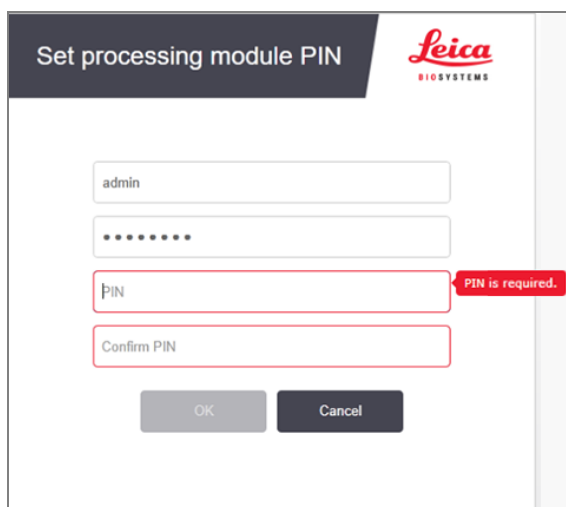 Set processing module PIN
Leica
BIOSYSTEMS
admin
••••••••
PIN
PIN is required.
Confirm PIN
OK
Cancel